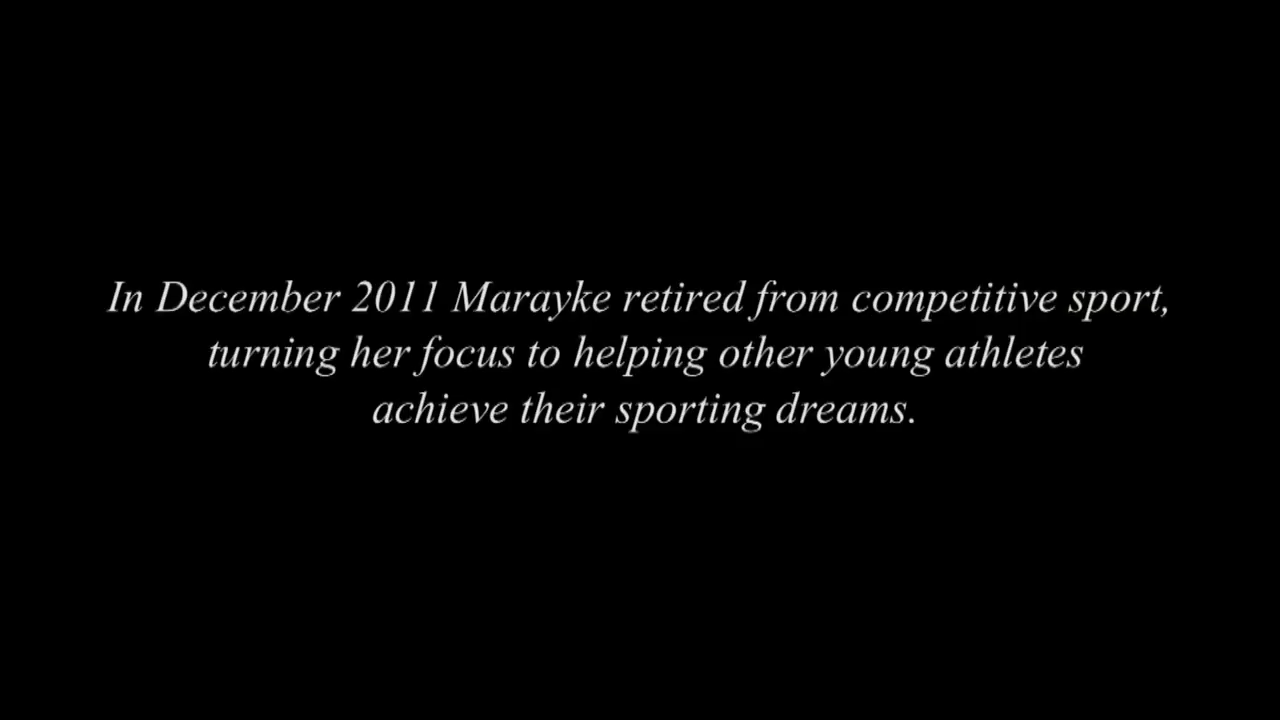 In December 2011 Marayke retired from competitive sport,
turning her focus to helping other young athletes
achieve their sporting dreams.